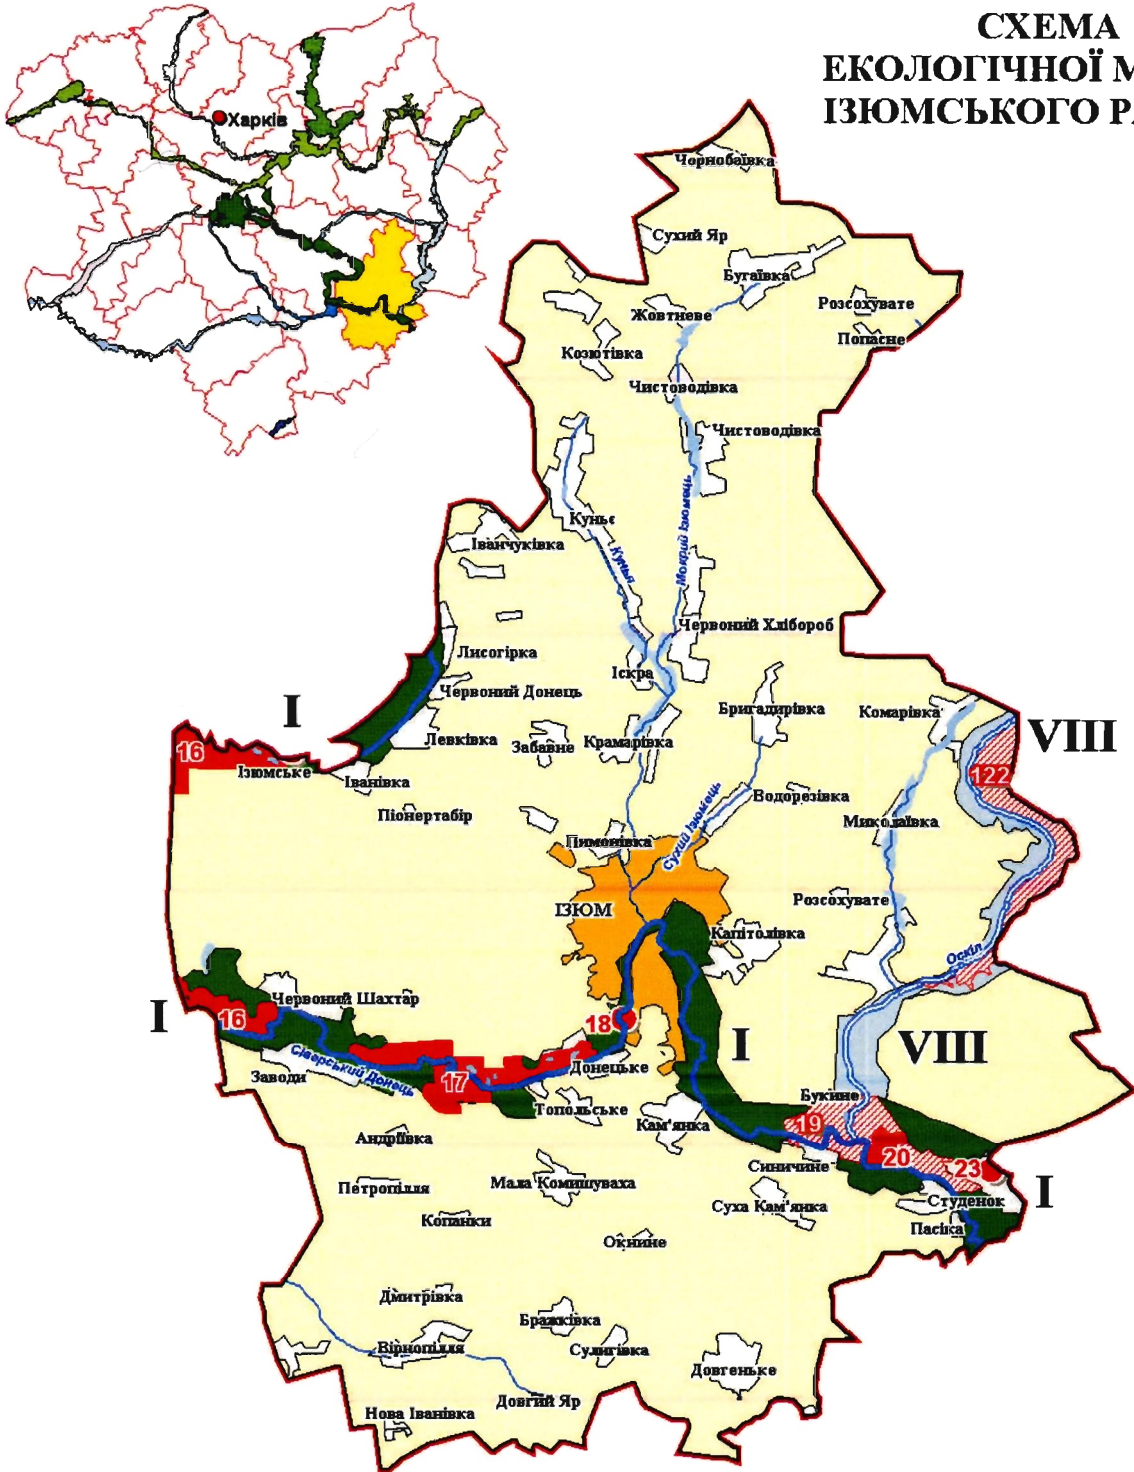 СХЕМА
ЕКОЛОГІЧНОЇ М
ІЗЮМСЬКОГО РА
Харків
Чорнобаївка
Сухий Яр
Бугаївка
Розсохувате
Жовтневе
Попасне
Козютівка
Чистоводівка
Чистоводівка
Мокрий Ізюмець
Куньє
Іванчуківка
Кунья
Червоний Хлібороб
Лисогірка
Іскра
Червоний Донець
I
Бригадирівка
Комарівка
VIII
Левківка
Забавне
Крамарівка
16
Ізюмське
Іванівка
122
Водорезівка
Піонертабір
Сухий Ізюмець
Миколаївка
Пимонівка
Розсохувате
ІЗЮМ
Капітолівка
Оскіл
Червоний Шахтар
I
16
18
I
VIII
Сіверський Донець
Заводи
17
Донецьке
Букине
Топольське
Кам'янка
19
Андріївка
20
23
Синичине
Петропілля
Мала Комишуваха
I
Суха Кам'янка
Студенок
Копанки
Пасіка
Окнине
Дмитрівка
Бражківка
Вірнопілля
Сулигівка
Довгеньке
Довгий Яр
Нова Іванівка